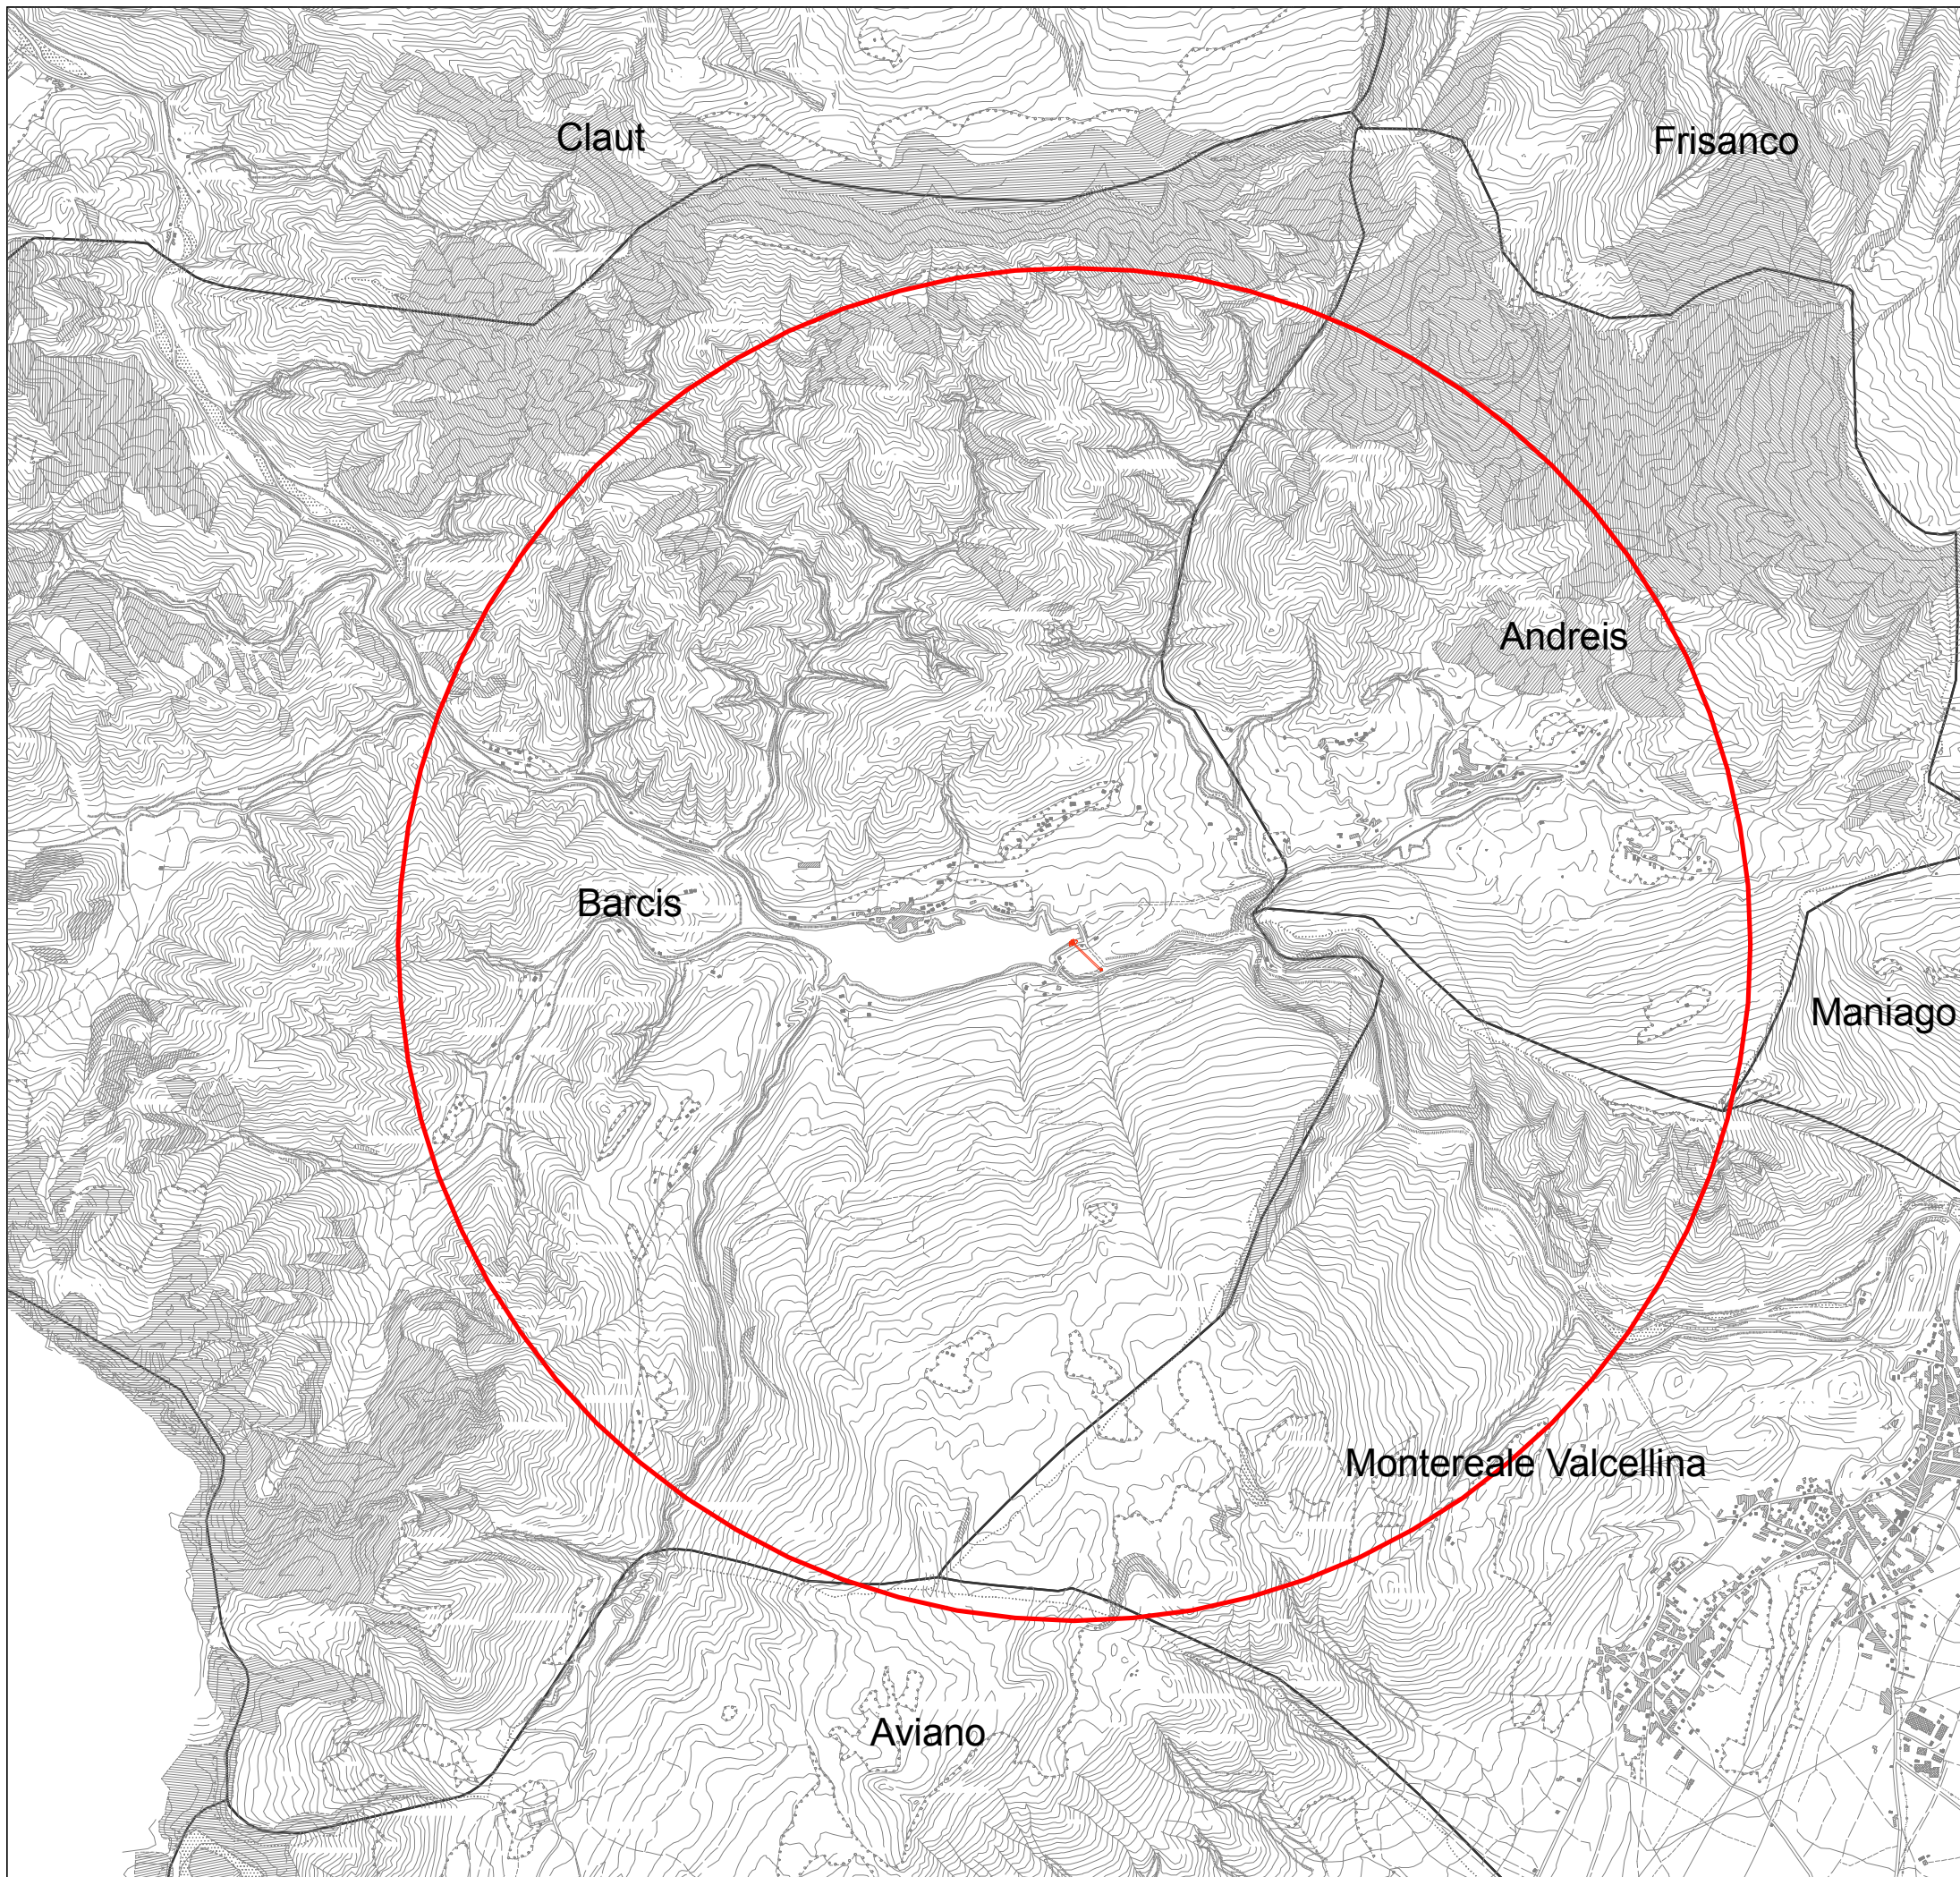 Claut
Frisanco
Andreis
Barcis
Maniago
Montereale Valcellina
Aviano